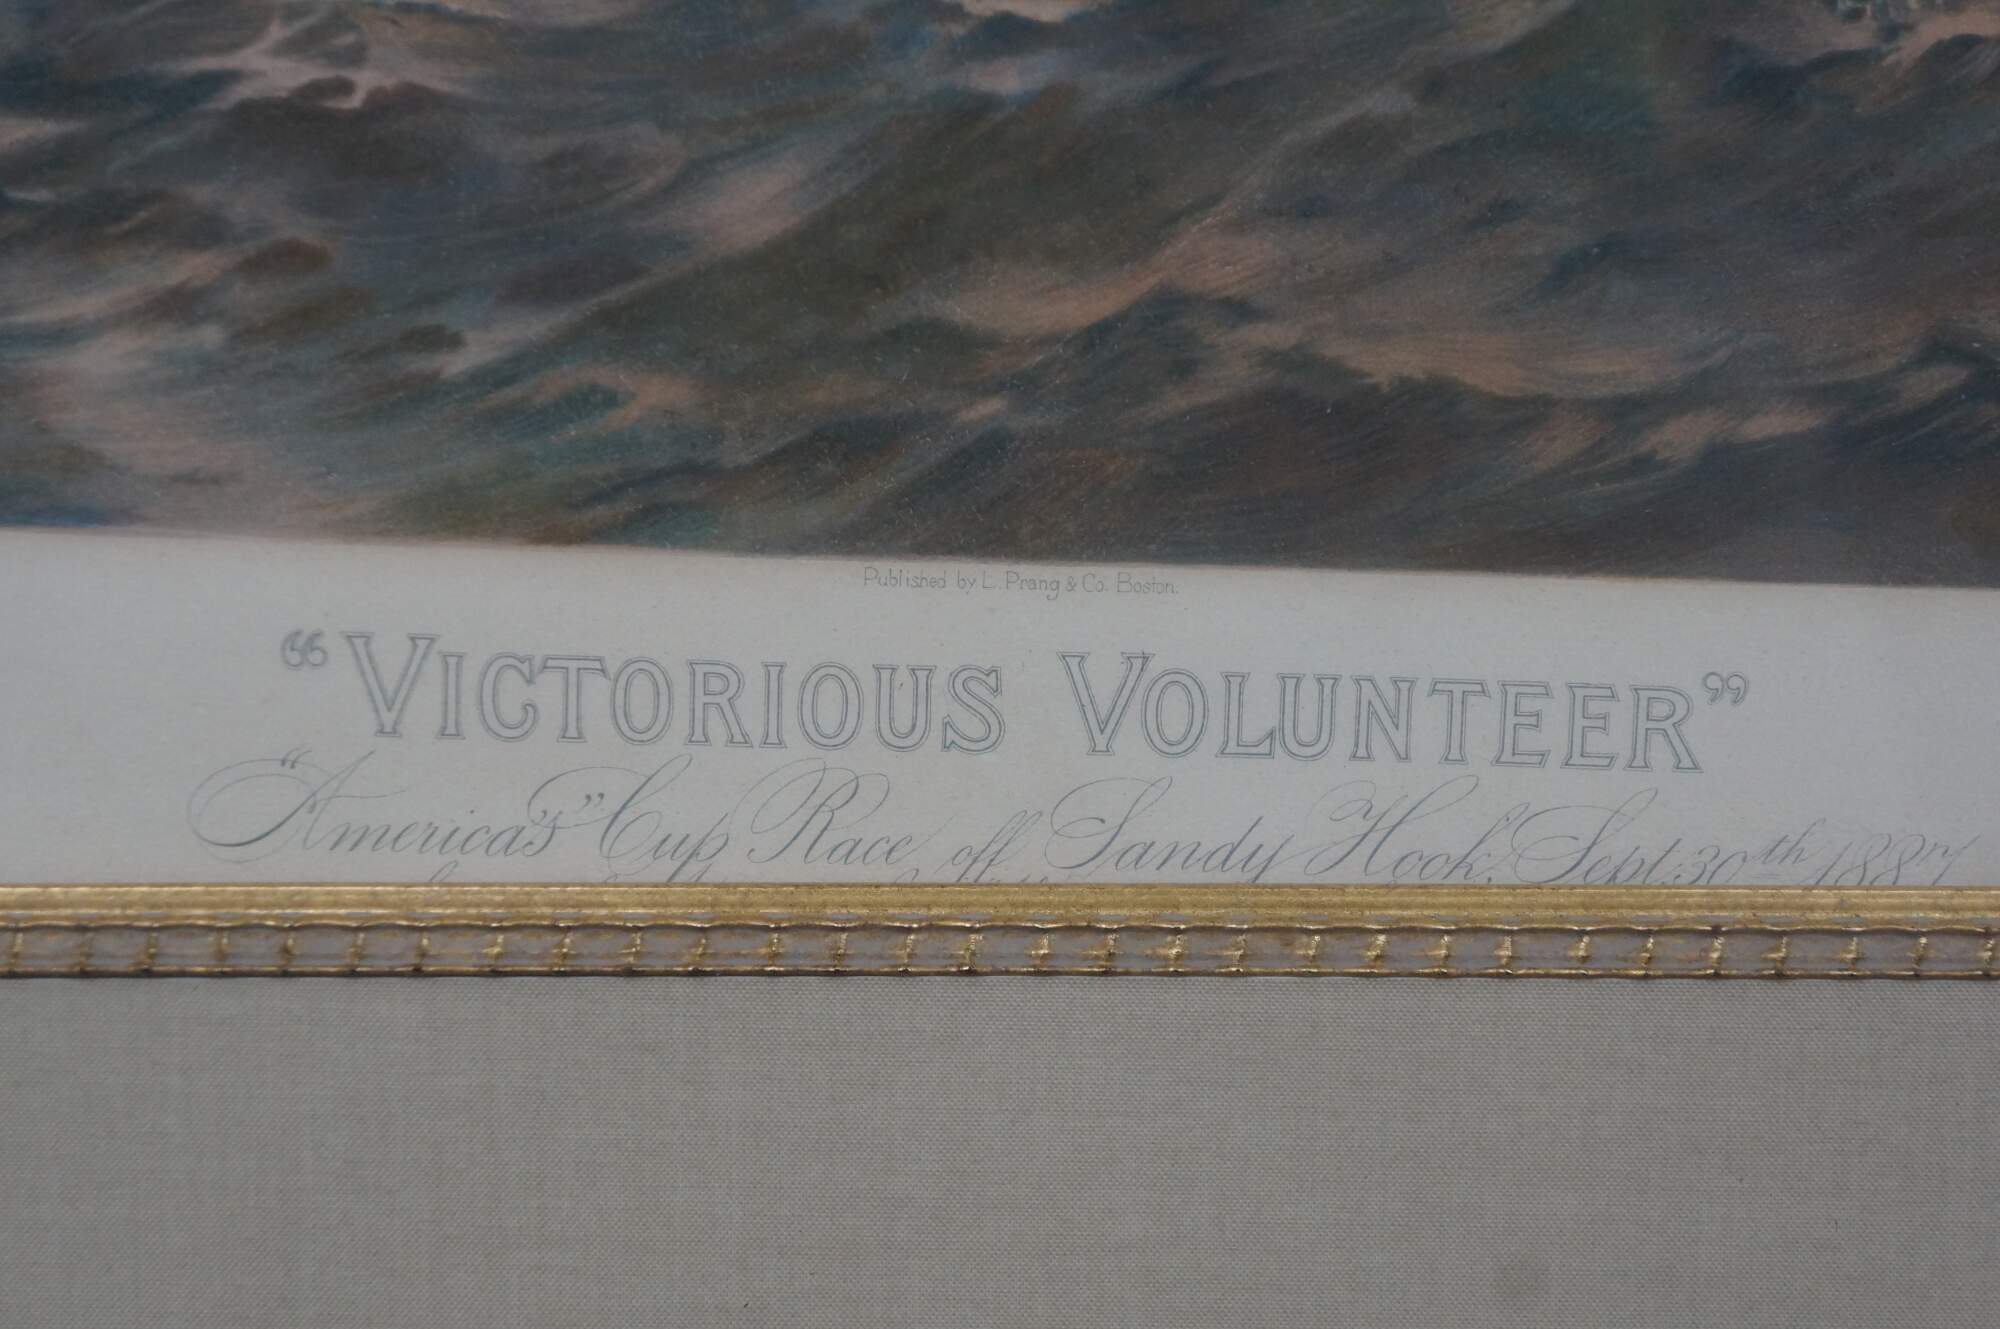 Published by L. Prang & Co. Boston.
“VICTORIOUS VOLUNTEER”
“America's” Cup Race off Sandy Hook, Sept. 30th 1887